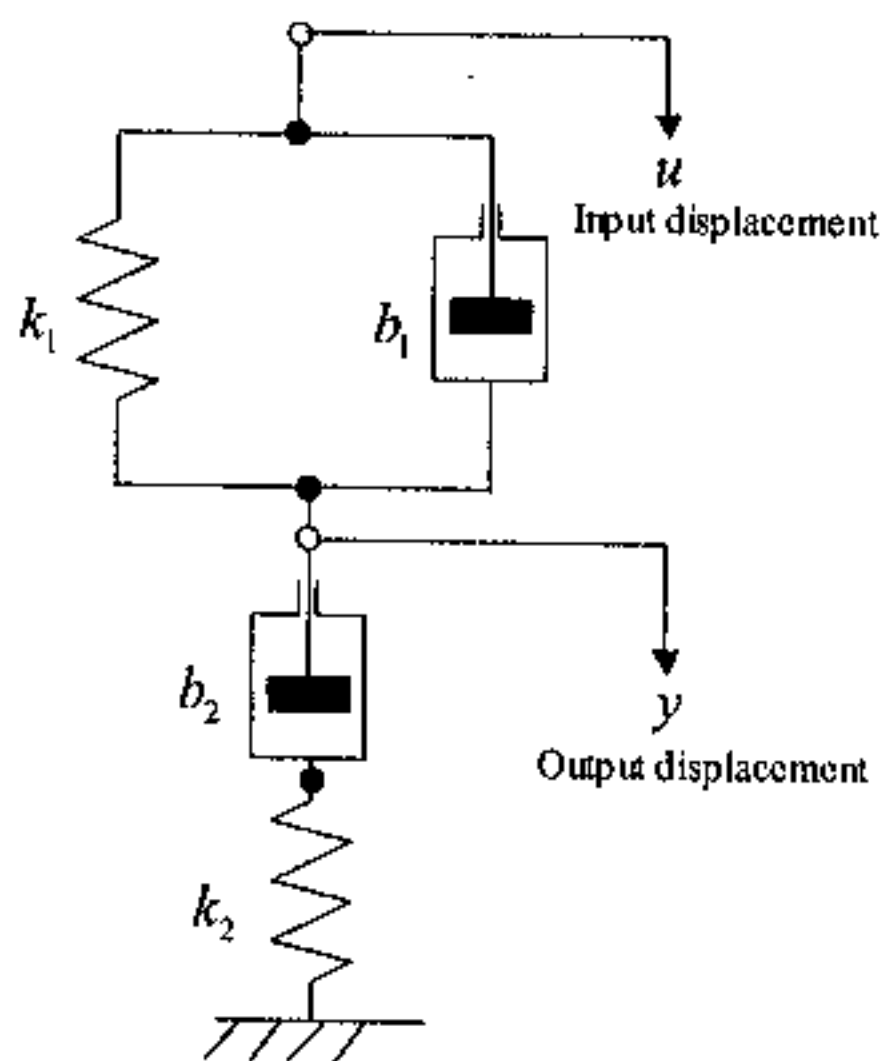 u
Input displacement
k₁
b₁
b₂
y
Output displacement
k₂